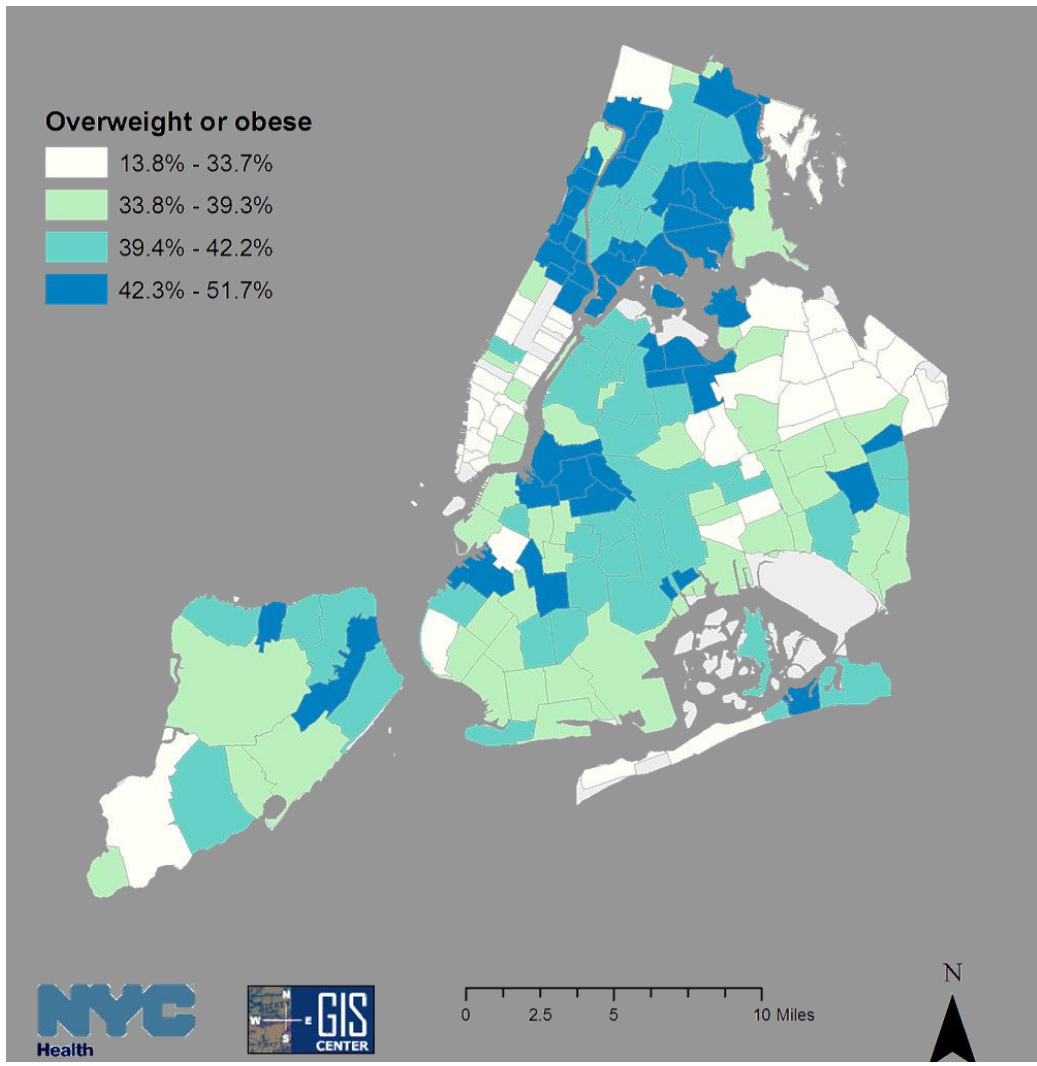 Overweight or obese
13.8% - 33.7%
33.8% - 39.3%
39.4% - 42.2%
42.3% - 51.7%
N
NYC
Health
N
W
E
S
GIS
CENTER
0
2.5
5
10 Miles